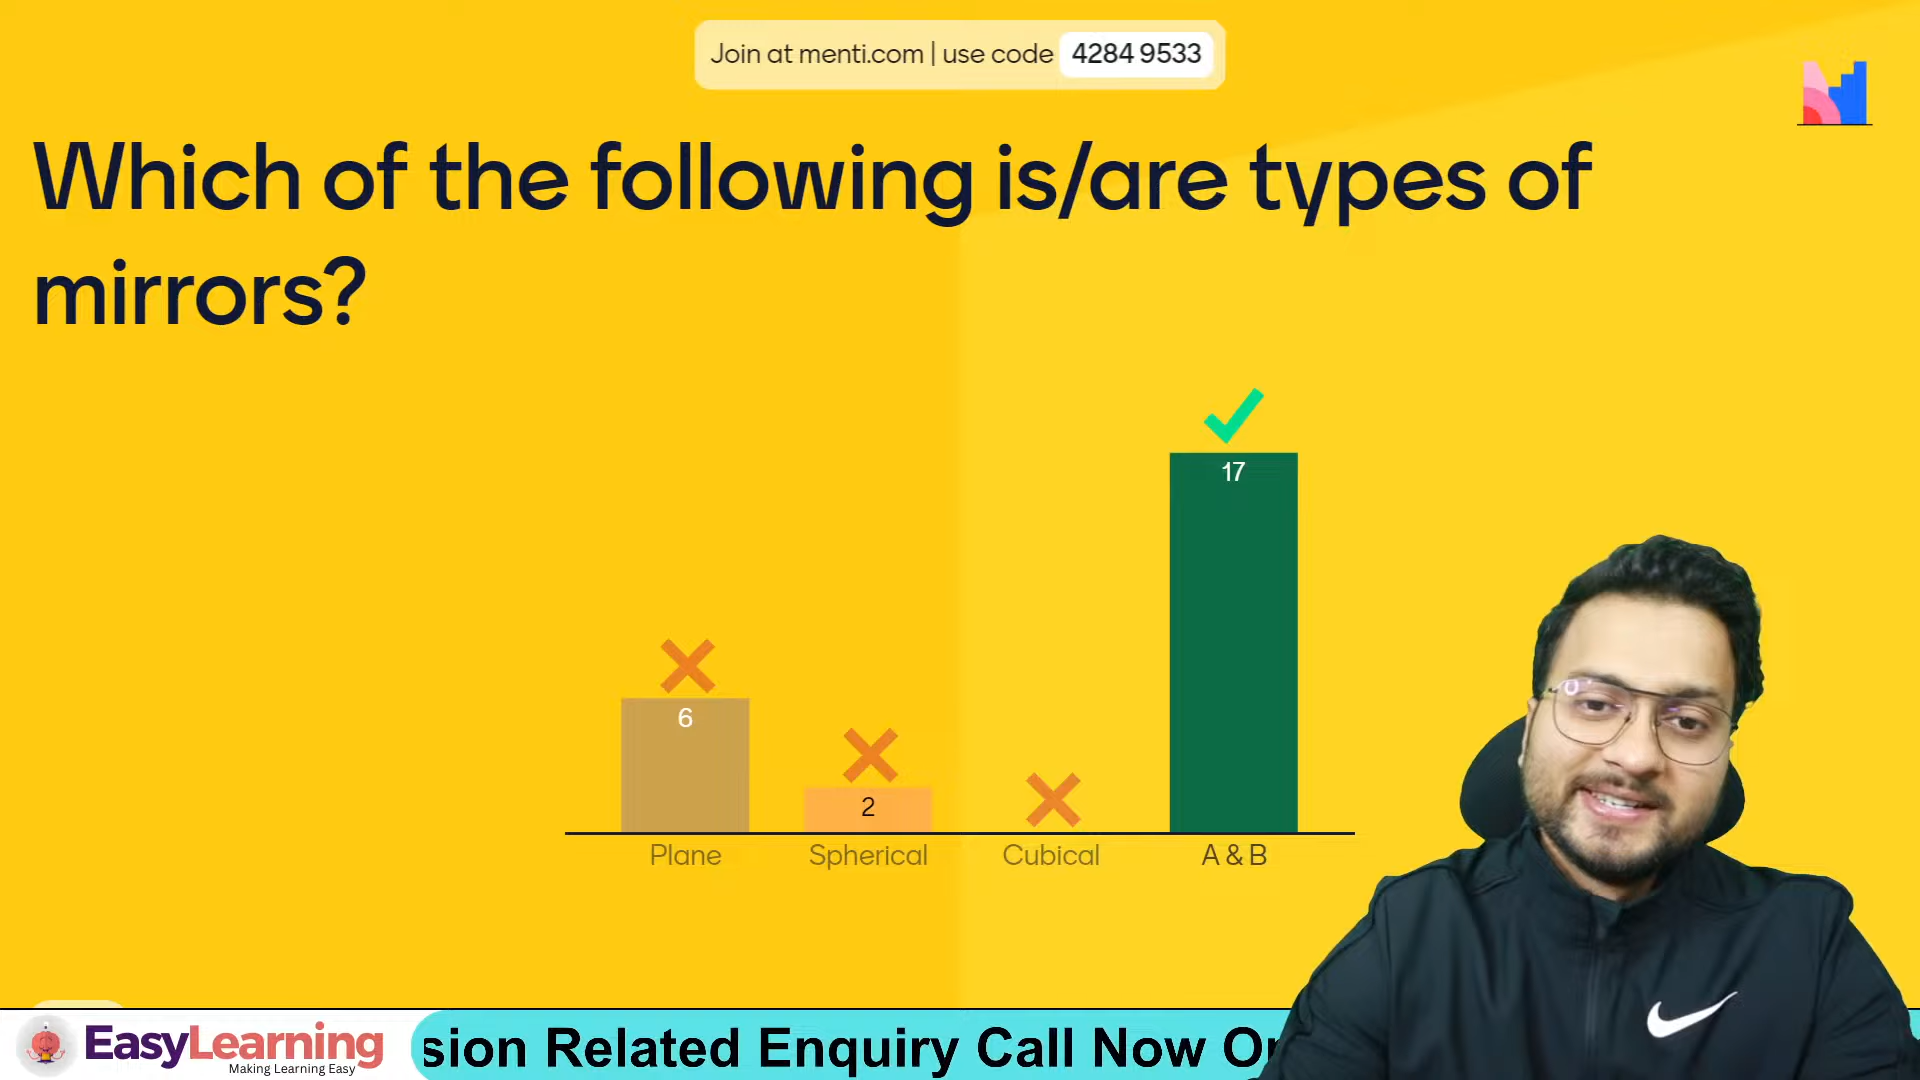 Join at menti.com | use code 4284 9533
Which of the following is/are types of
mirrors?
17
6
2
Plane Spherical Cubical A & B
EasyLearning
Making Learning Easy
sion Related Enquiry Call Now